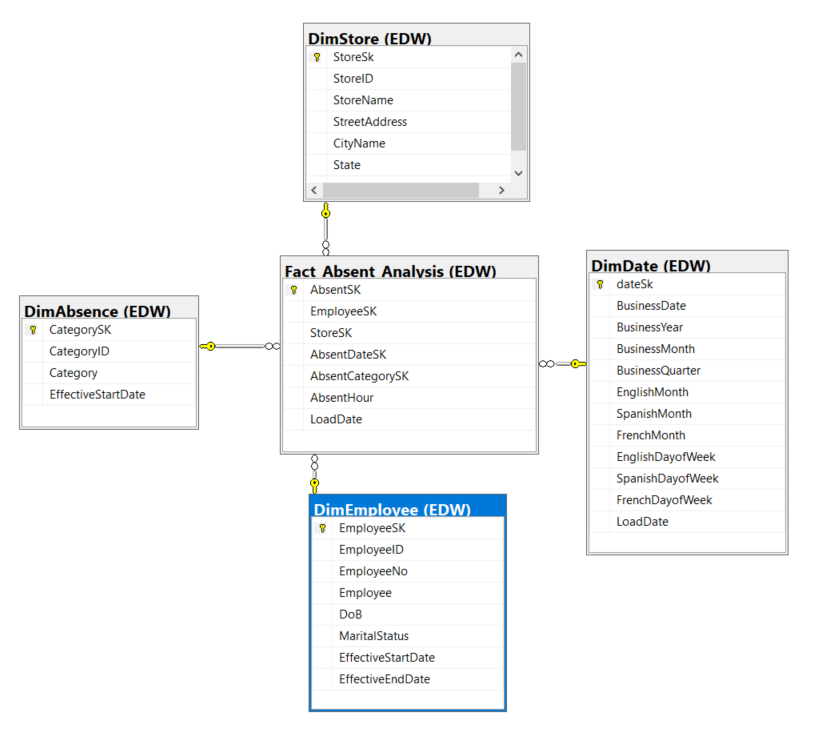 DimStore (EDW)
StoreSk
StoreID
StoreName
StreetAddress
CityName
State
Fact_Absent_Analysis (EDW)
AbsentSK
EmployeeSK
StoreSK
AbsentDateSK
AbsentCategorySK
AbsentHour
LoadDate
DimDate (EDW)
dateSk
BusinessDate
BusinessYear
BusinessMonth
BusinessQuarter
EnglishMonth
SpanishMonth
FrenchMonth
EnglishDayofWeek
SpanishDayofWeek
FrenchDayofWeek
LoadDate
DimAbsence (EDW)
CategorySK
CategoryID
Category
EffectiveStartDate
DimEmployee (EDW)
EmployeeSK
EmployeeID
EmployeeNo
Employee
DoB
MaritalStatus
EffectiveStartDate
EffectiveEndDate